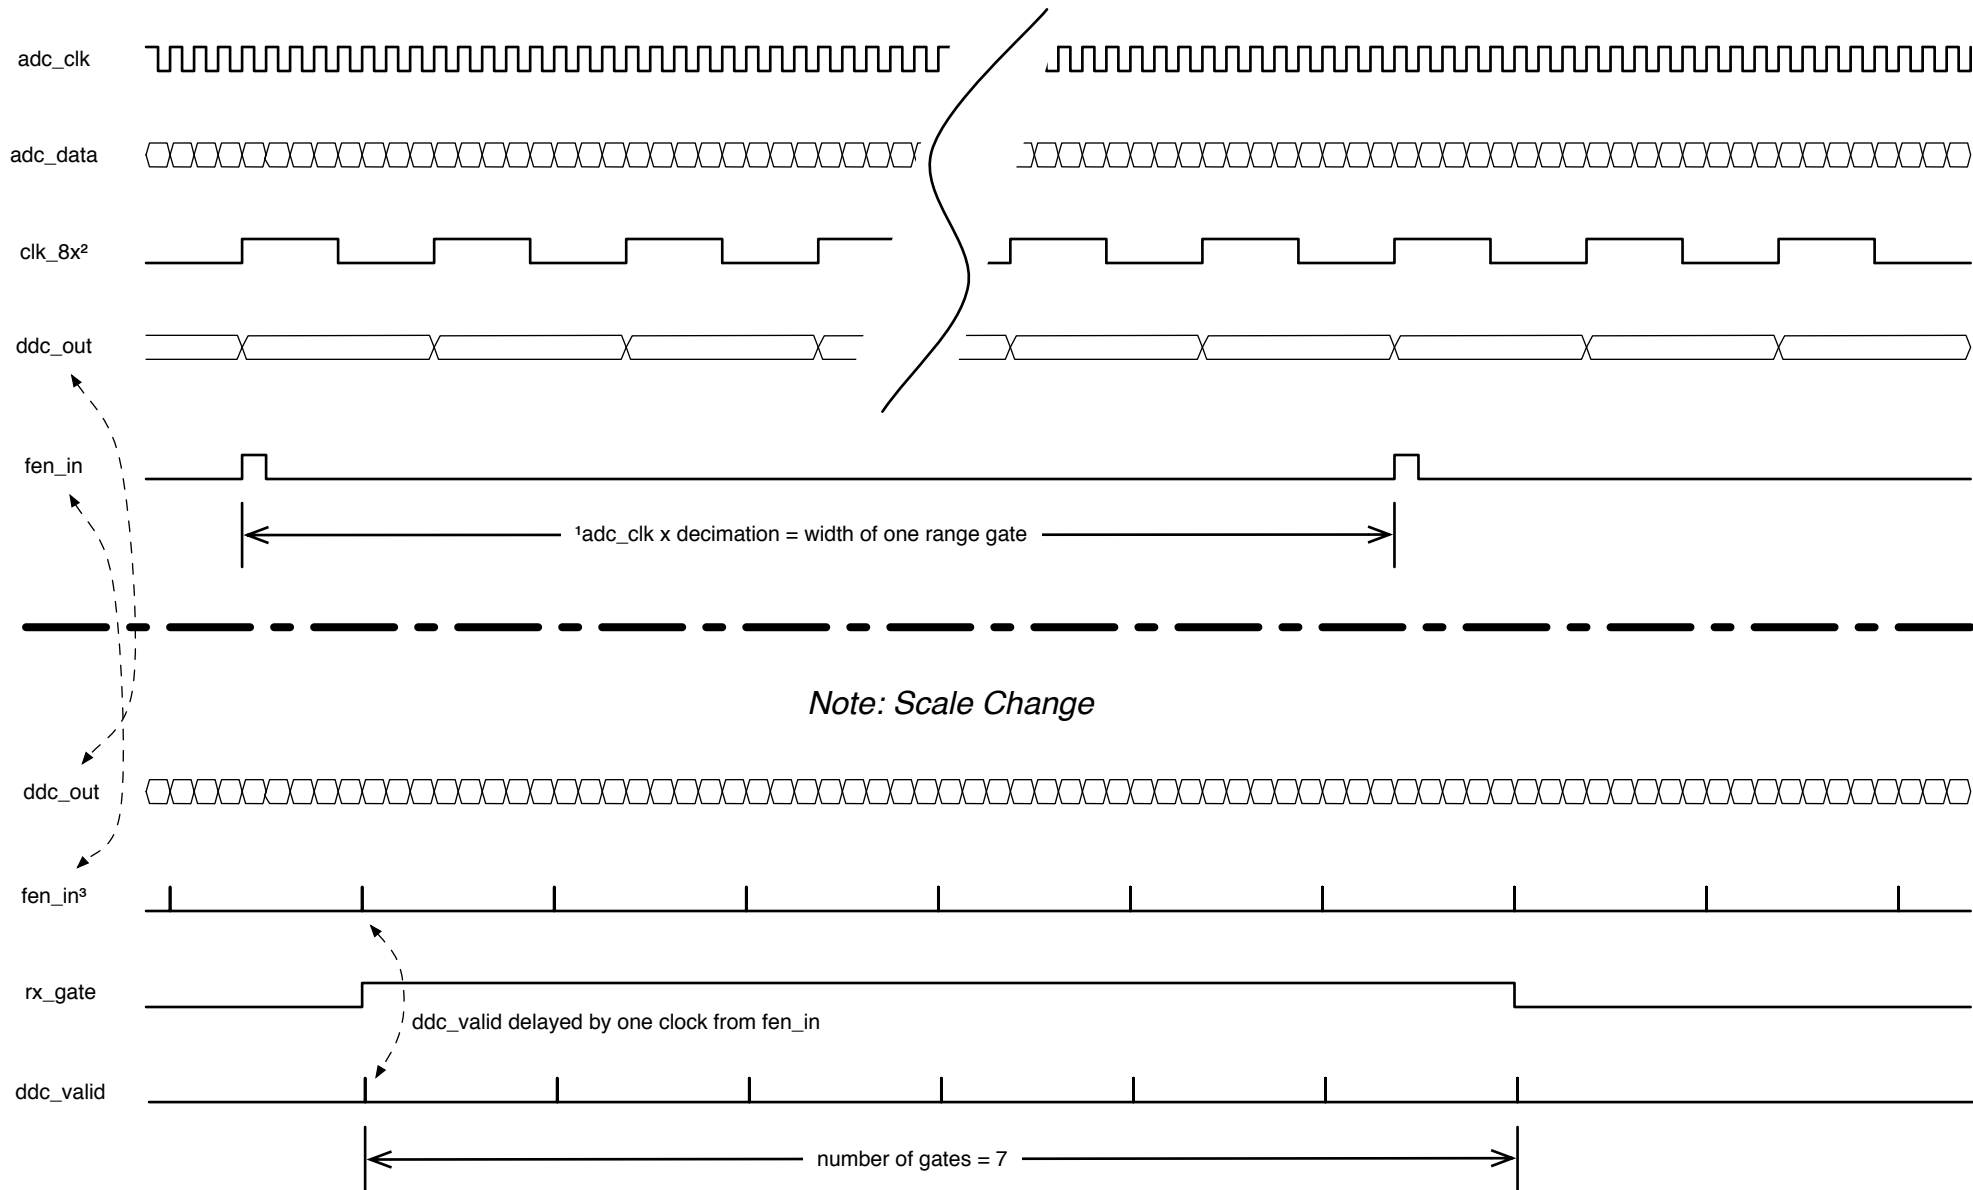 adc_clk
adc_data
clk_8x²
ddc_out
fen_in
¹adc_clk x decimation = width of one range gate
Note: Scale Change
ddc_out
fen_in³
rx_gate
ddc_valid delayed by one clock from fen_in
ddc_valid
number of gates = 7